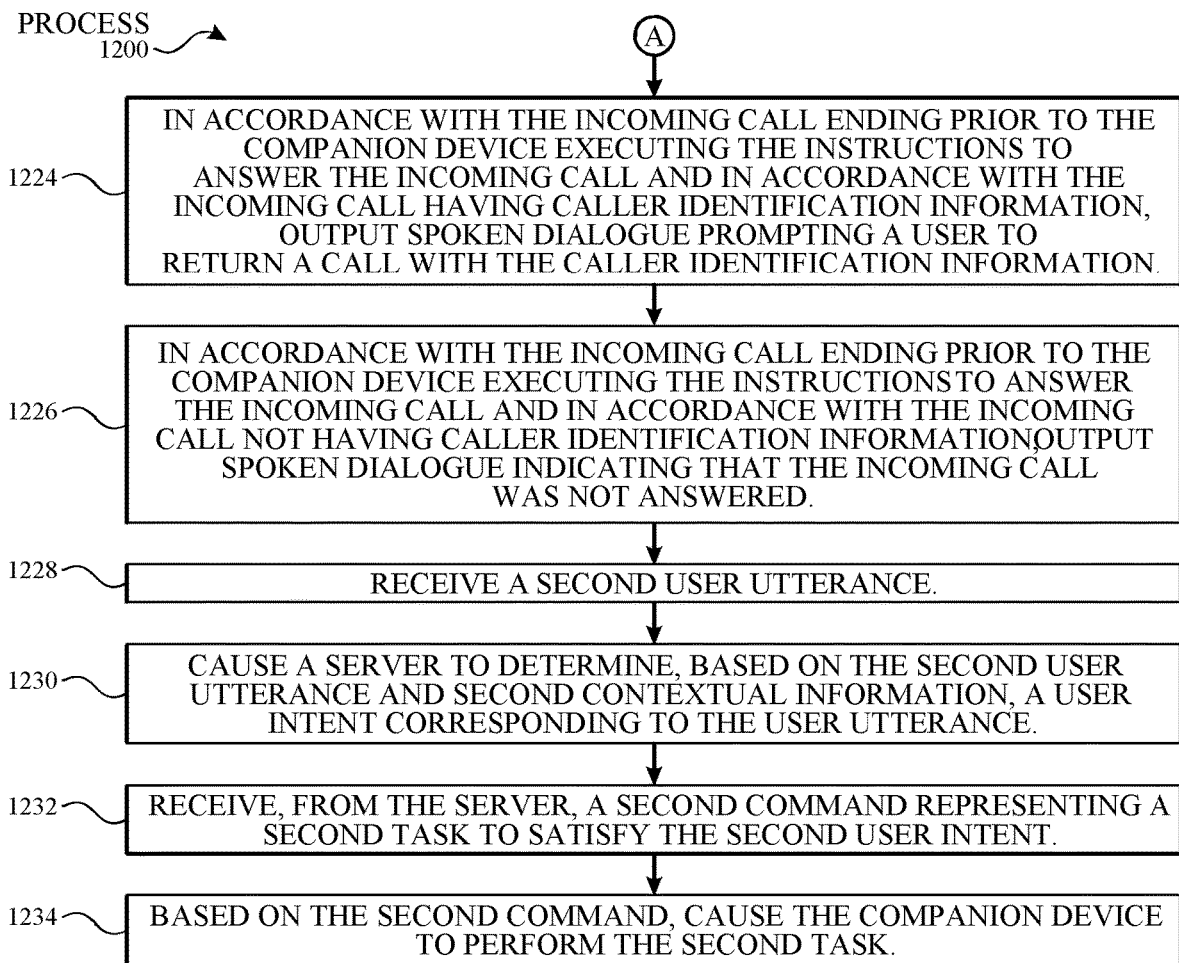 PROCESS
1200
A
1224
IN ACCORDANCE WITH THE INCOMING CALL ENDING PRIOR TO THE
COMPANION DEVICE EXECUTING THE INSTRUCTIONS TO
ANSWER THE INCOMING CALL AND IN ACCORDANCE WITH THE
INCOMING CALL HAVING CALLER IDENTIFICATION INFORMATION,
OUTPUT SPOKEN DIALOGUE PROMPTING A USER TO
RETURN A CALL WITH THE CALLER IDENTIFICATION INFORMATION.
1226
IN ACCORDANCE WITH THE INCOMING CALL ENDING PRIOR TO THE
COMPANION DEVICE EXECUTING THE INSTRUCTIONS TO ANSWER
THE INCOMING CALL AND IN ACCORDANCE WITH THE INCOMING
CALL NOT HAVING CALLER IDENTIFICATION INFORMATION,OUTPUT
SPOKEN DIALOGUE INDICATING THAT THE INCOMING CALL
WAS NOT ANSWERED.
1228
RECEIVE A SECOND USER UTTERANCE.
1230
CAUSE A SERVER TO DETERMINE, BASED ON THE SECOND USER
UTTERANCE AND SECOND CONTEXTUAL INFORMATION, A USER
INTENT CORRESPONDING TO THE USER UTTERANCE.
1232
RECEIVE, FROM THE SERVER, A SECOND COMMAND REPRESENTING A
SECOND TASK TO SATISFY THE SECOND USER INTENT.
1234
BASED ON THE SECOND COMMAND, CAUSE THE COMPANION DEVICE
TO PERFORM THE SECOND TASK.